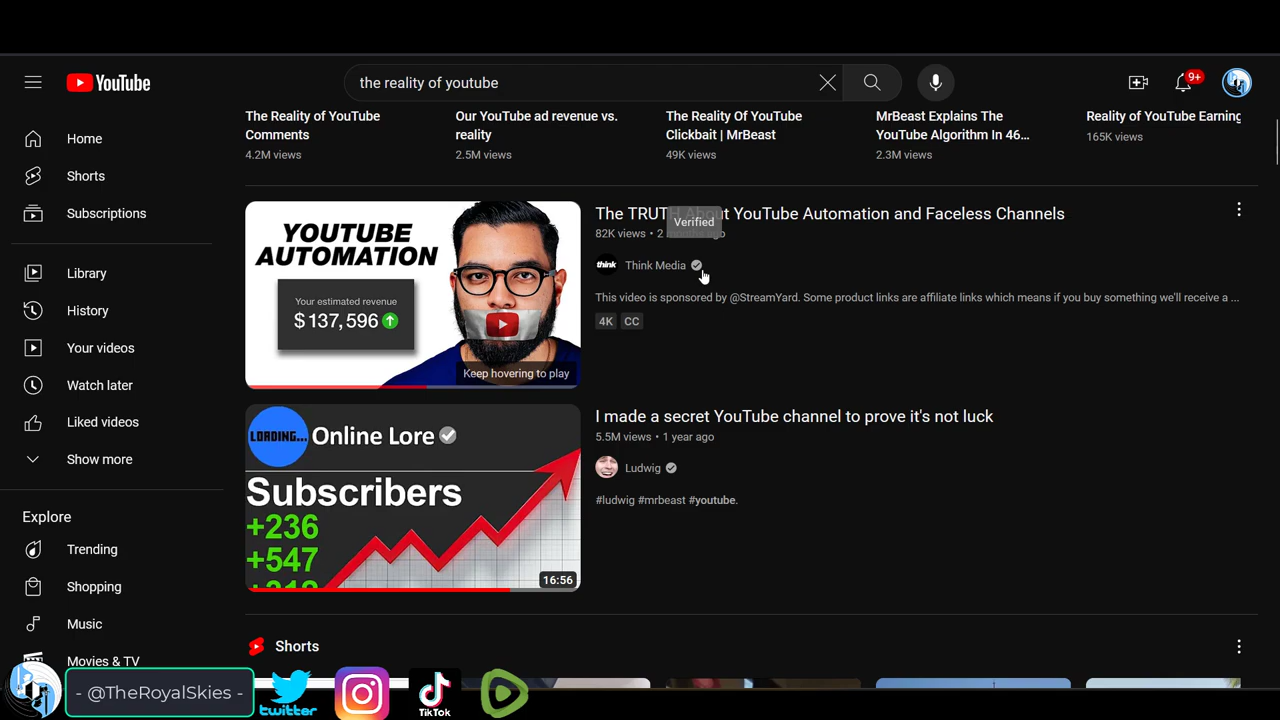 YouTube
the reality of youtube
9+
Home
Shorts
Subscriptions
Library
History
Your videos
Watch later
Liked videos
Show more
Explore
Trending
Shopping
Music
Movies & TV
The Reality of YouTube
Comments
4.2M views
Our YouTube ad revenue vs.
reality
2.5M views
The Reality Of YouTube
Clickbait | MrBeast
49K views
MrBeast Explains The
YouTube Algorithm In 46...
2.3M views
Reality of YouTube Earning
165K views
YOUTUBE
AUTOMATION
Your estimated revenue
$137,596
Keep hovering to play
The TRUTH About YouTube Automation and Faceless Channels
Verified
82K views • 2 months ago
think
Think Media
This video is sponsored by @StreamYard. Some product links are affiliate links which means if you buy something we'll receive a ...
4K CC
LOADING...
Online Lore
Subscribers
+236
+547
16:56
I made a secret YouTube channel to prove it's not luck
5.5M views • 1 year ago
Ludwig
#ludwig #mrbeast #youtube.
Shorts
- @TheRoyalSkies -
twitter
TikTok